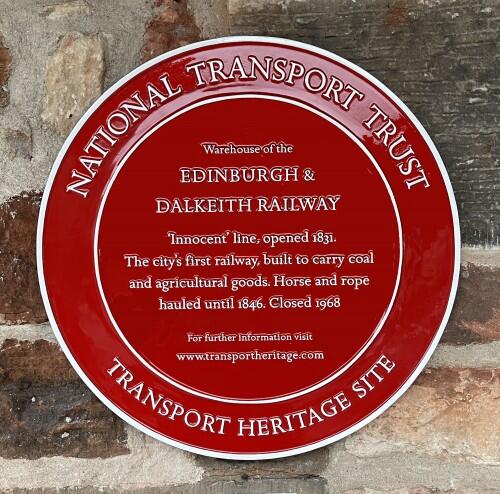 NATIONAL TRANSPORT TRUST
Warehouse of the
EDINBURGH &
DALKEITH RAILWAY
'Innocent' line, opened 1831.
The city's first railway, built to carry coal
and agricultural goods. Horse and rope
hauled until 1846. Closed 1968
For further information visit
www.transportheritage.com
TRANSPORT HERITAGE SITE